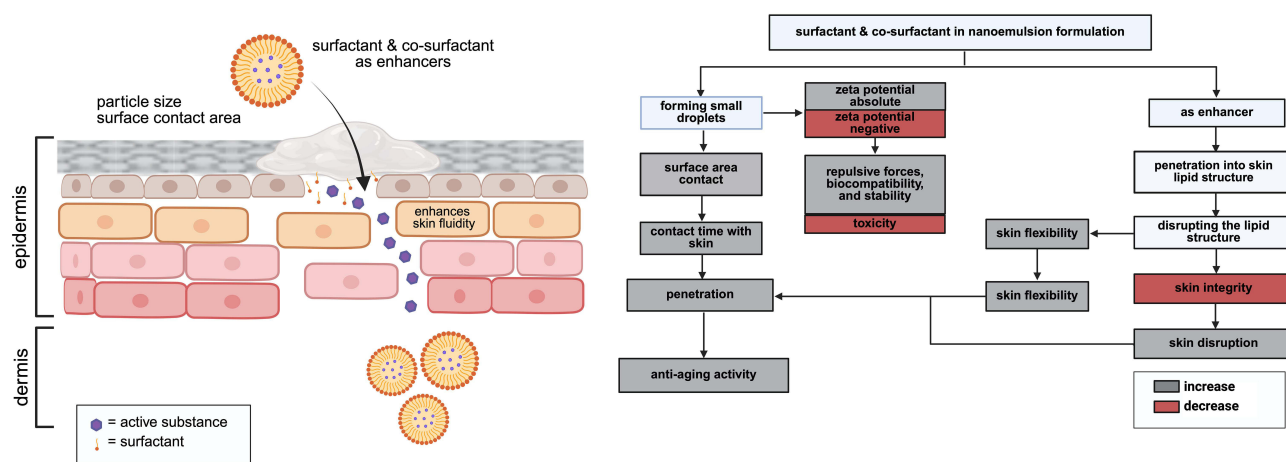 surfactant & co-surfactant
as enhancers
particle size
surface contact area
epidermis
enhances
skin fluidity
dermis
= active substance
= surfactant
surfactant & co-surfactant in nanoemulsion formulation
forming small
droplets
zeta potential
absolute
zeta potential
negative
as enhancer
surface area
contact
repulsive forces,
biocompatibility,
and stability
toxicity
penetration into skin
lipid structure
contact time with
skin
skin flexibility
disrupting the lipid
structure
penetration
skin flexibility
skin integrity
skin disruption
anti-aging activity
increase
decrease